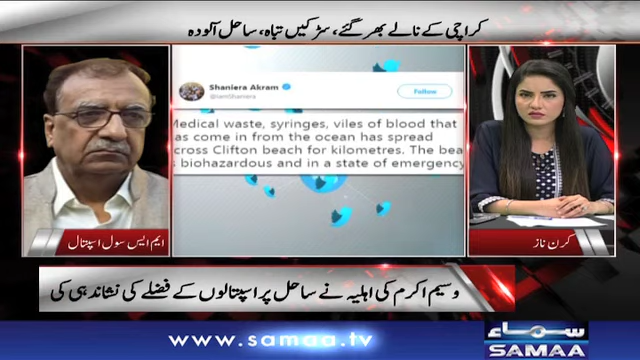 کراچی کے نالے بھر گئے، سڑکیں تباہ، ساحل آلودہ
Shaniera Akram
@iamShaniera
Follow
Medical waste, syringes, viles of blood that
as come in from the ocean has spread
cross Clifton beach for kilometres. The bea
s biohazardous and in a state of emergency
ایم ایس سول اسپتال
کرن ناز
وسیم اکرم کی اہلیہ نے ساحل پر اسپتالوں کے فضلے کی نشاندہی کی
www.samaa.tv
سماء
SAMAA